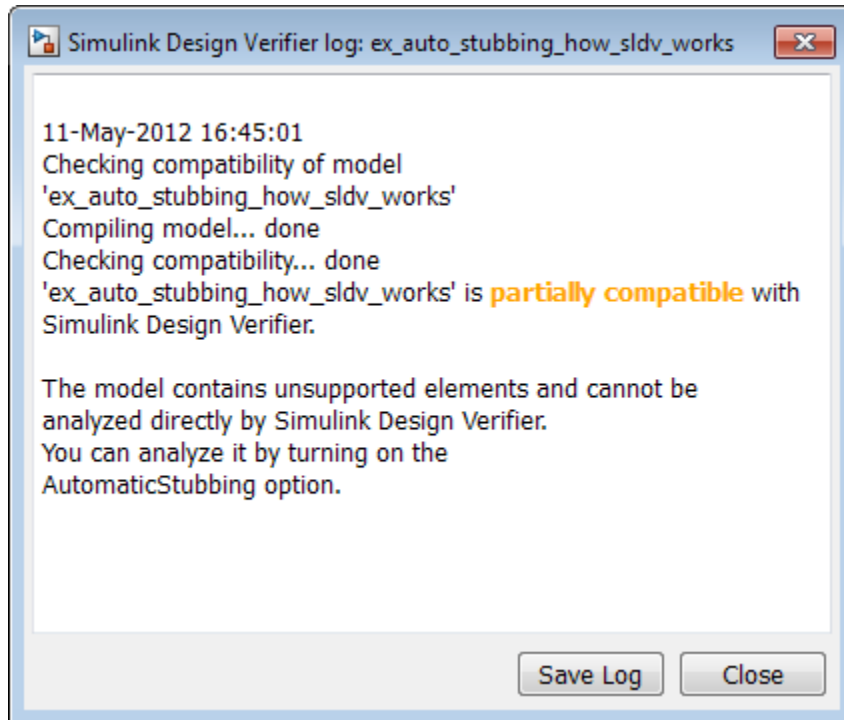 Simulink Design Verifier log: ex_auto_stubbing_how_sldv_works
11-May-2012 16:45:01
Checking compatibility of model
'ex_auto_stubbing_how_sldv_works'
Compiling model... done
Checking compatibility... done
'ex_auto_stubbing_how_sldv_works' is partially compatible with
Simulink Design Verifier.
The model contains unsupported elements and cannot be
analyzed directly by Simulink Design Verifier.
You can analyze it by turning on the
AutomaticStubbing option.
Save Log
Close